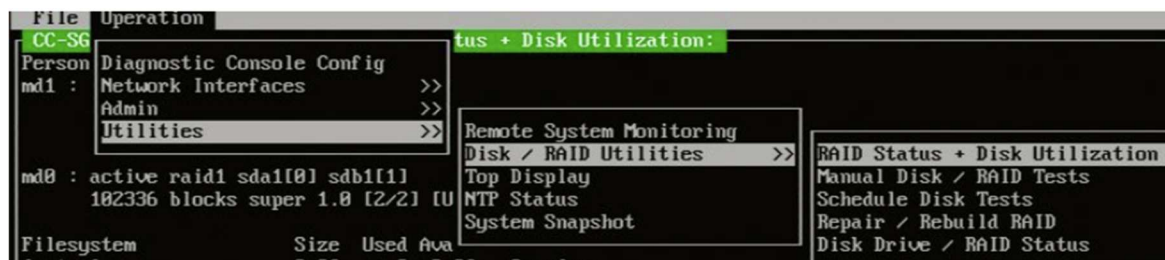 File Operation
CC-SG tus + Disk Utilization:
Person Diagnostic Console Config
md1 : Network Interfaces >>
Admin >>
Utilities >> Remote System Monitoring
Disk / RAID Utilities >> RAID Status + Disk Utilization
md0 : active raid1 sda1[0] sdb1[1] Top Display Manual Disk / RAID Tests
102336 blocks super 1.0 [2/2] [U NTP Status Schedule Disk Tests
System Snapshot Repair / Rebuild RAID
Filesystem Size Used Ava Disk Drive / RAID Status